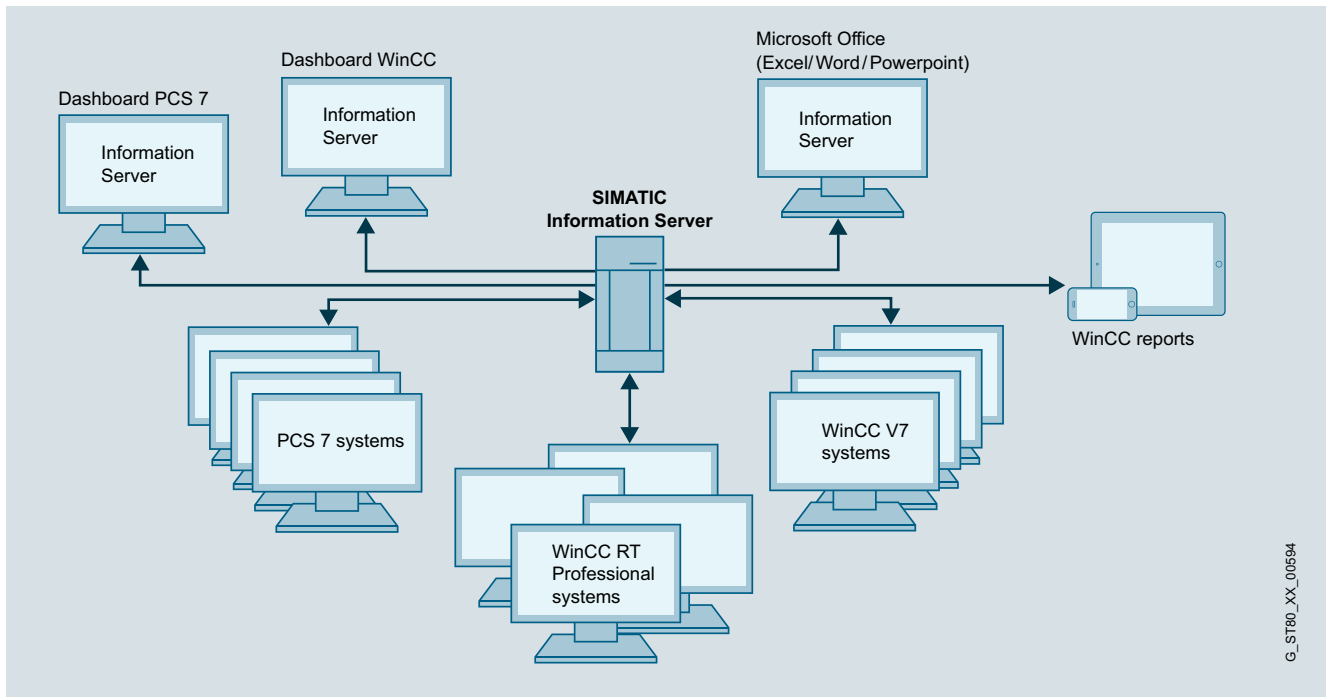 Microsoft Office
(Excel/Word/Powerpoint)
Dashboard WinCC
Dashboard PCS 7
Information
Server
Information
Server
Information
Server
SIMATIC
Information Server
WinCC reports
PCS 7 systems
WinCC V7
systems
WinCC RT
Professional
systems
G_ST80_XX_00594